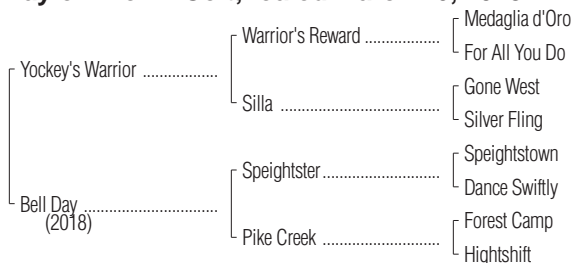 Medaglia d'Oro
Warrior's Reward ..................
For All You Do
Yockey's Warrior ..................
Gone West
Silla ......................................
Silver Fling
Speightstown
Speightster ............................
Dance Swiftly
Bell Day ................................
(2018)
Forest Camp
Pike Creek ............................
Hightshift